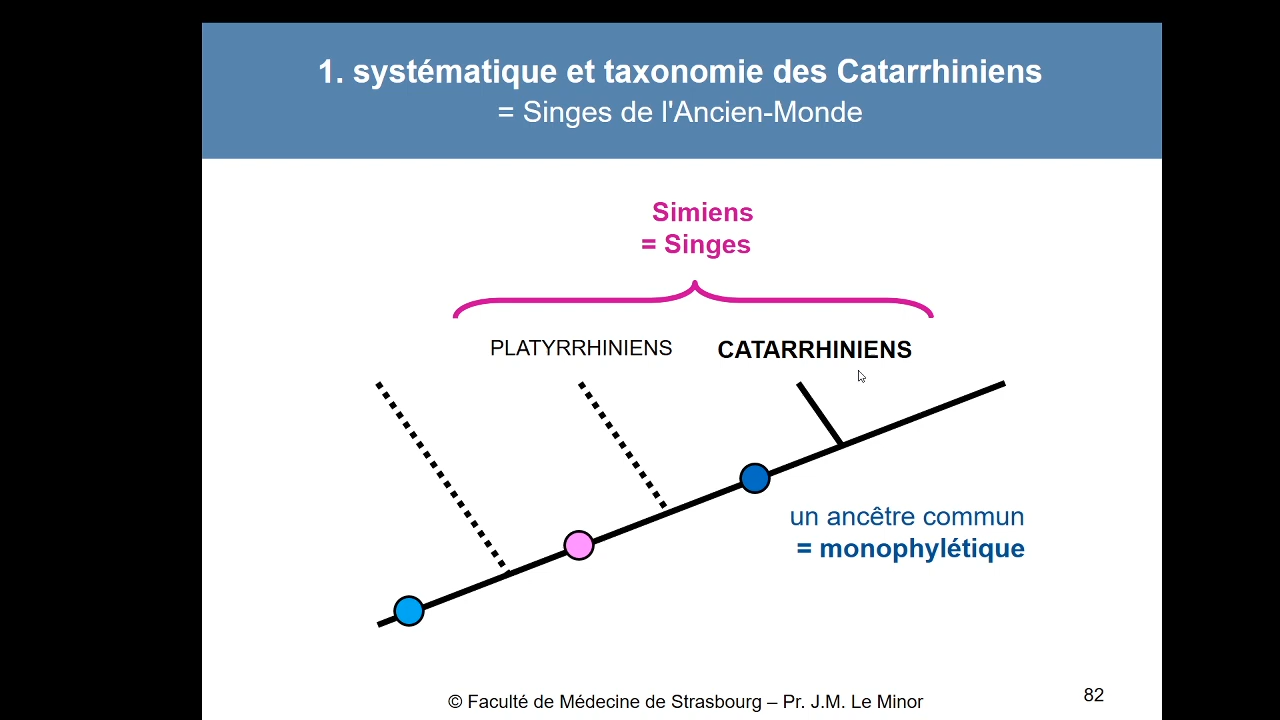 1. systématique et taxonomie des Catarrhiniens
= Singes de l'Ancien-Monde
Simiens
= Singes
PLATYRRHINIENS
CATARRHINIENS
un ancêtre commun
= monophylétique
© Faculté de Médecine de Strasbourg – Pr. J.M. Le Minor
82